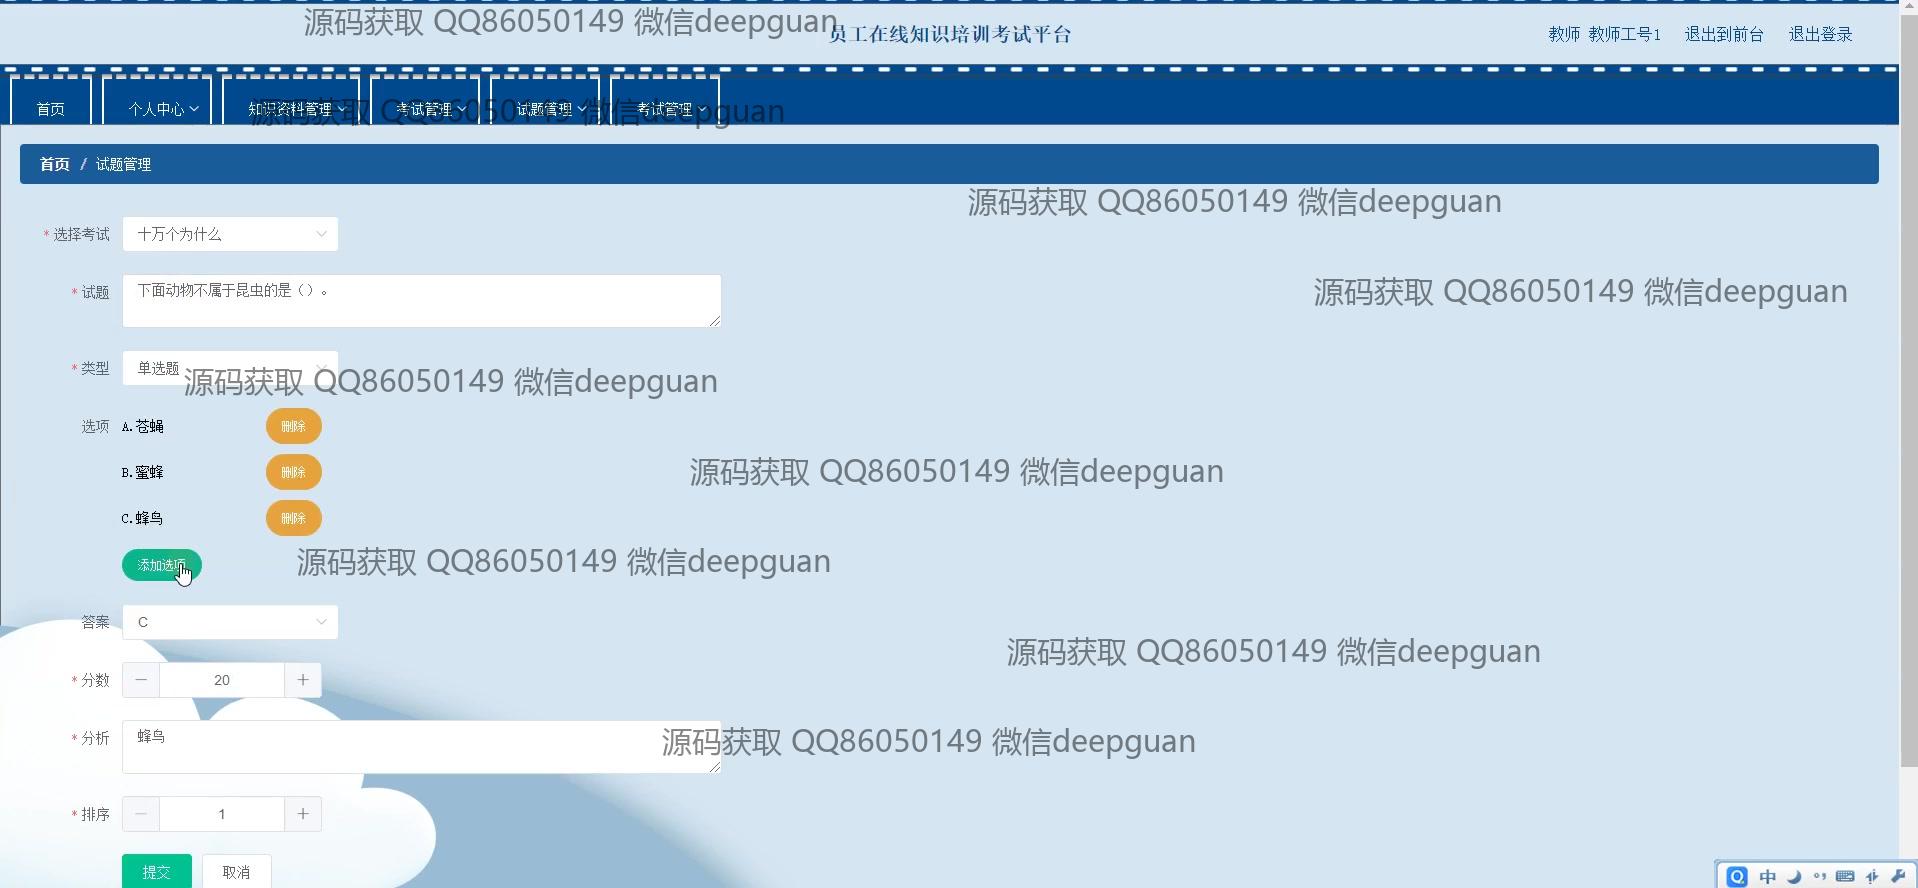 源码获取 QQ86050149 微信deepguan
员工在线知识培训考试平台
教师 教师工号1 退出到前台 退出登录
首页 个人中心 知识资料管理 考试管理 试题管理 考试管理
源码获取 QQ86050149 微信deepguan
首页 / 试题管理
源码获取 QQ86050149 微信deepguan
* 选择考试 十万个为什么
* 试题 下面动物不属于昆虫的是（）。
源码获取 QQ86050149 微信deepguan
* 类型 单选题
源码获取 QQ86050149 微信deepguan
选项 A.苍蝇 删除
B.蜜蜂 删除
源码获取 QQ86050149 微信deepguan
C.蜂鸟 删除
添加选项
源码获取 QQ86050149 微信deepguan
答案 C
源码获取 QQ86050149 微信deepguan
* 分数 20
* 分析 蜂鸟
源码获取 QQ86050149 微信deepguan
* 排序 1
提交 取消
中